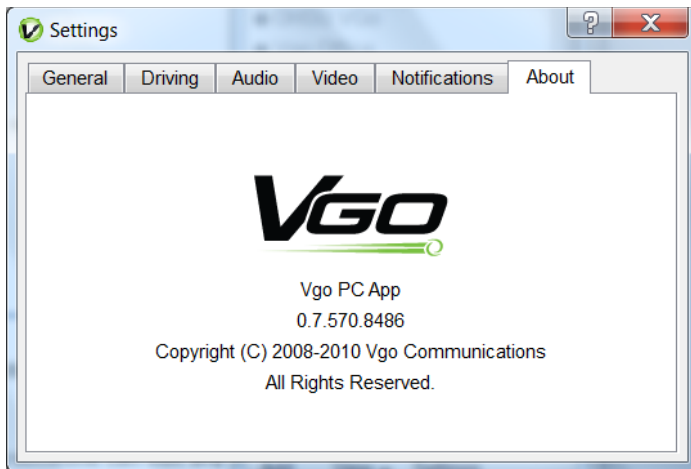 Settings
General Driving Audio Video Notifications About
VGO
Vgo PC App
0.7.570.8486
Copyright (C) 2008-2010 Vgo Communications
All Rights Reserved.